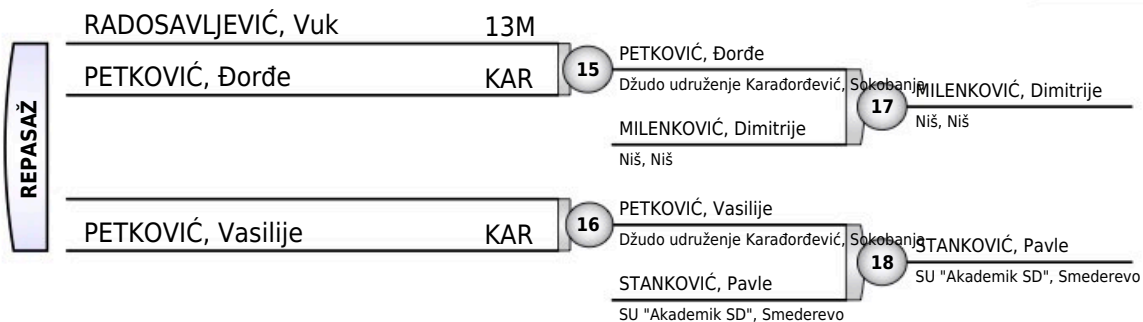 REPASAŽ
RADOSAVLJEVIĆ, Vuk 13M
PETKOVIĆ, Đorđe KAR
15
PETKOVIĆ, Đorđe
Džudo udruženje Karađorđević, Sokobanja
MILENKOVIĆ, Dimitrije
Niš, Niš
17
MILENKOVIĆ, Dimitrije
Niš, Niš
PETKOVIĆ, Vasilije KAR
16
PETKOVIĆ, Vasilije
Džudo udruženje Karađorđević, Sokobanja
STANKOVIĆ, Pavle
SU "Akademik SD", Smederevo
18
STANKOVIĆ, Pavle
SU "Akademik SD", Smederevo